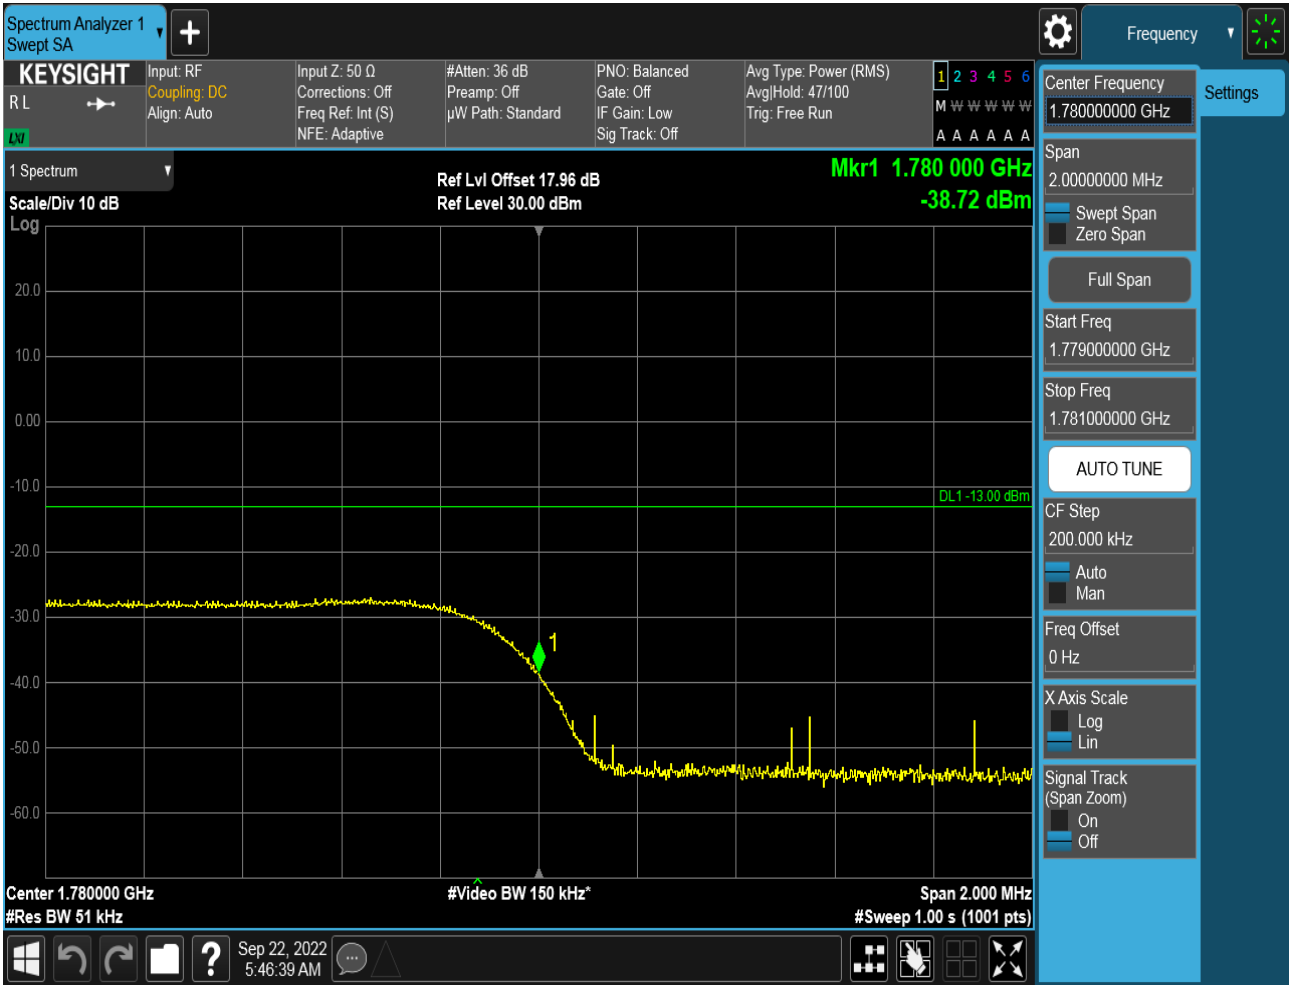 Spectrum Analyzer 1
Swept SA
Frequency
KEYSIGHT
R L
LXI
Input: RF
Coupling: DC
Align: Auto
Input Z: 50 Ω
Corrections: Off
Freq Ref: Int (S)
NFE: Adaptive
#Atten: 36 dB
Preamp: Off
µW Path: Standard
PNO: Balanced
Gate: Off
IF Gain: Low
Sig Track: Off
Avg Type: Power (RMS)
Avg|Hold: 47/100
Trig: Free Run
1 2 3 4 5 6
M W W W W W
A A A A A A
1 Spectrum
Scale/Div 10 dB
Log
Ref Lvl Offset 17.96 dB
Ref Level 30.00 dBm
Mkr1 1.780 000 GHz
-38.72 dBm
20.0
10.0
0.00
-10.0
-20.0
-30.0
-40.0
-50.0
-60.0
DL1 -13.00 dBm
1
Center 1.780000 GHz
#Res BW 51 kHz
#Video BW 150 kHz*
Span 2.000 MHz
#Sweep 1.00 s (1001 pts)
Sep 22, 2022
5:46:39 AM
?
Center Frequency
1.780000000 GHz
Settings
Span
2.00000000 MHz
Swept Span
Zero Span
Full Span
Start Freq
1.779000000 GHz
Stop Freq
1.781000000 GHz
AUTO TUNE
CF Step
200.000 kHz
Auto
Man
Freq Offset
0 Hz
X Axis Scale
Log
Lin
Signal Track
(Span Zoom)
On
Off